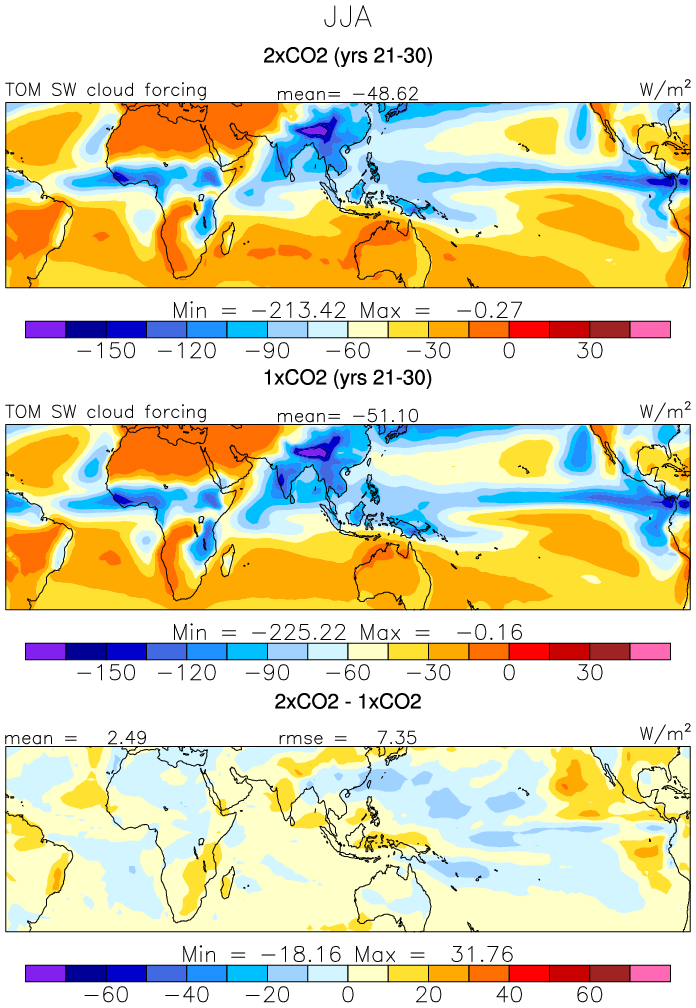 JJA
2xCO2 (yrs 21-30)
TOM SW cloud forcing mean= −48.62 W/m²
Min = −213.42 Max = −0.27
−150 −120 −90 −60 −30 0 30
1xCO2 (yrs 21-30)
TOM SW cloud forcing mean= −51.10 W/m²
Min = −225.22 Max = −0.16
−150 −120 −90 −60 −30 0 30
2xCO2 - 1xCO2
mean = 2.49 rmse = 7.35 W/m²
Min = −18.16 Max = 31.76
−60 −40 −20 0 20 40 60